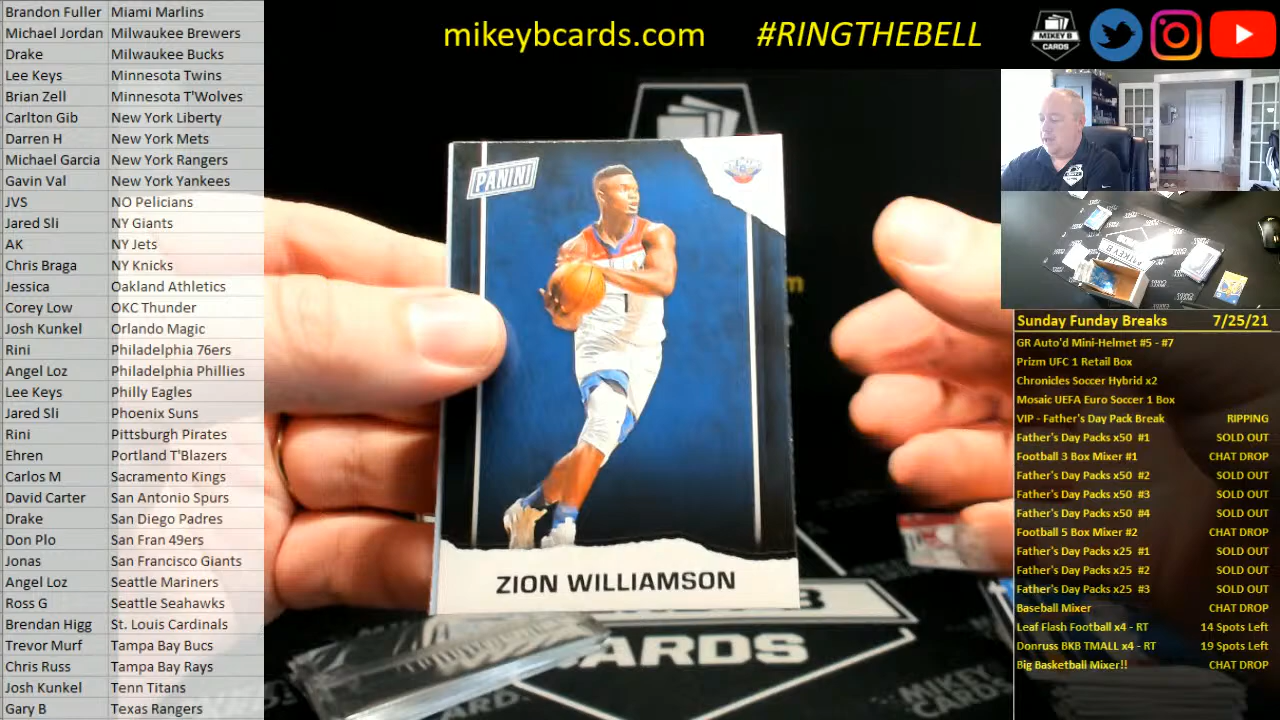 Brandon Fuller Miami Marlins
Michael Jordan Milwaukee Brewers
Drake Milwaukee Bucks
Lee Keys Minnesota Twins
Brian Zell Minnesota T'Wolves
Carlton Gib New York Liberty
Darren H New York Mets
Michael Garcia New York Rangers
Gavin Val New York Yankees
JVS NO Pelicians
Jared Sli NY Giants
AK NY Jets
Chris Braga NY Knicks
Jessica Oakland Athletics
Corey Low OKC Thunder
Josh Kunkel Orlando Magic
Rini Philadelphia 76ers
Angel Loz Philadelphia Phillies
Lee Keys Philly Eagles
Jared Sli Phoenix Suns
Rini Pittsburgh Pirates
Ehren Portland T'Blazers
Carlos M Sacramento Kings
David Carter San Antonio Spurs
Drake San Diego Padres
Don Plo San Fran 49ers
Jonas San Francisco Giants
Angel Loz Seattle Mariners
Ross G Seattle Seahawks
Brendan Higg St. Louis Cardinals
Trevor Murf Tampa Bay Bucs
Chris Russ Tampa Bay Rays
Josh Kunkel Tenn Titans
Gary B Texas Rangers
mikeybcards.com #RINGTHEBELL
MIKEY B
CARDS
PANINI
1
ZION WILLIAMSON
B
CARDS
MIKEY
CARDS
MIKEY B
Sunday Funday Breaks 7/25/21
GR Auto'd Mini-Helmet #5 - #7
Prizm UFC 1 Retail Box
Chronicles Soccer Hybrid x2
Mosaic UEFA Euro Soccer 1 Box
VIP - Father's Day Pack Break RIPPING
Father's Day Packs x50 #1 SOLD OUT
Football 3 Box Mixer #1 CHAT DROP
Father's Day Packs x50 #2 SOLD OUT
Father's Day Packs x50 #3 SOLD OUT
Father's Day Packs x50 #4 SOLD OUT
Football 5 Box Mixer #2 CHAT DROP
Father's Day Packs x25 #1 SOLD OUT
Father's Day Packs x25 #2 SOLD OUT
Father's Day Packs x25 #3 SOLD OUT
Baseball Mixer CHAT DROP
Leaf Flash Football x4 - RT 14 Spots Left
Donruss BKB TMALL x4 - RT 19 Spots Left
Big Basketball Mixer!! CHAT DROP